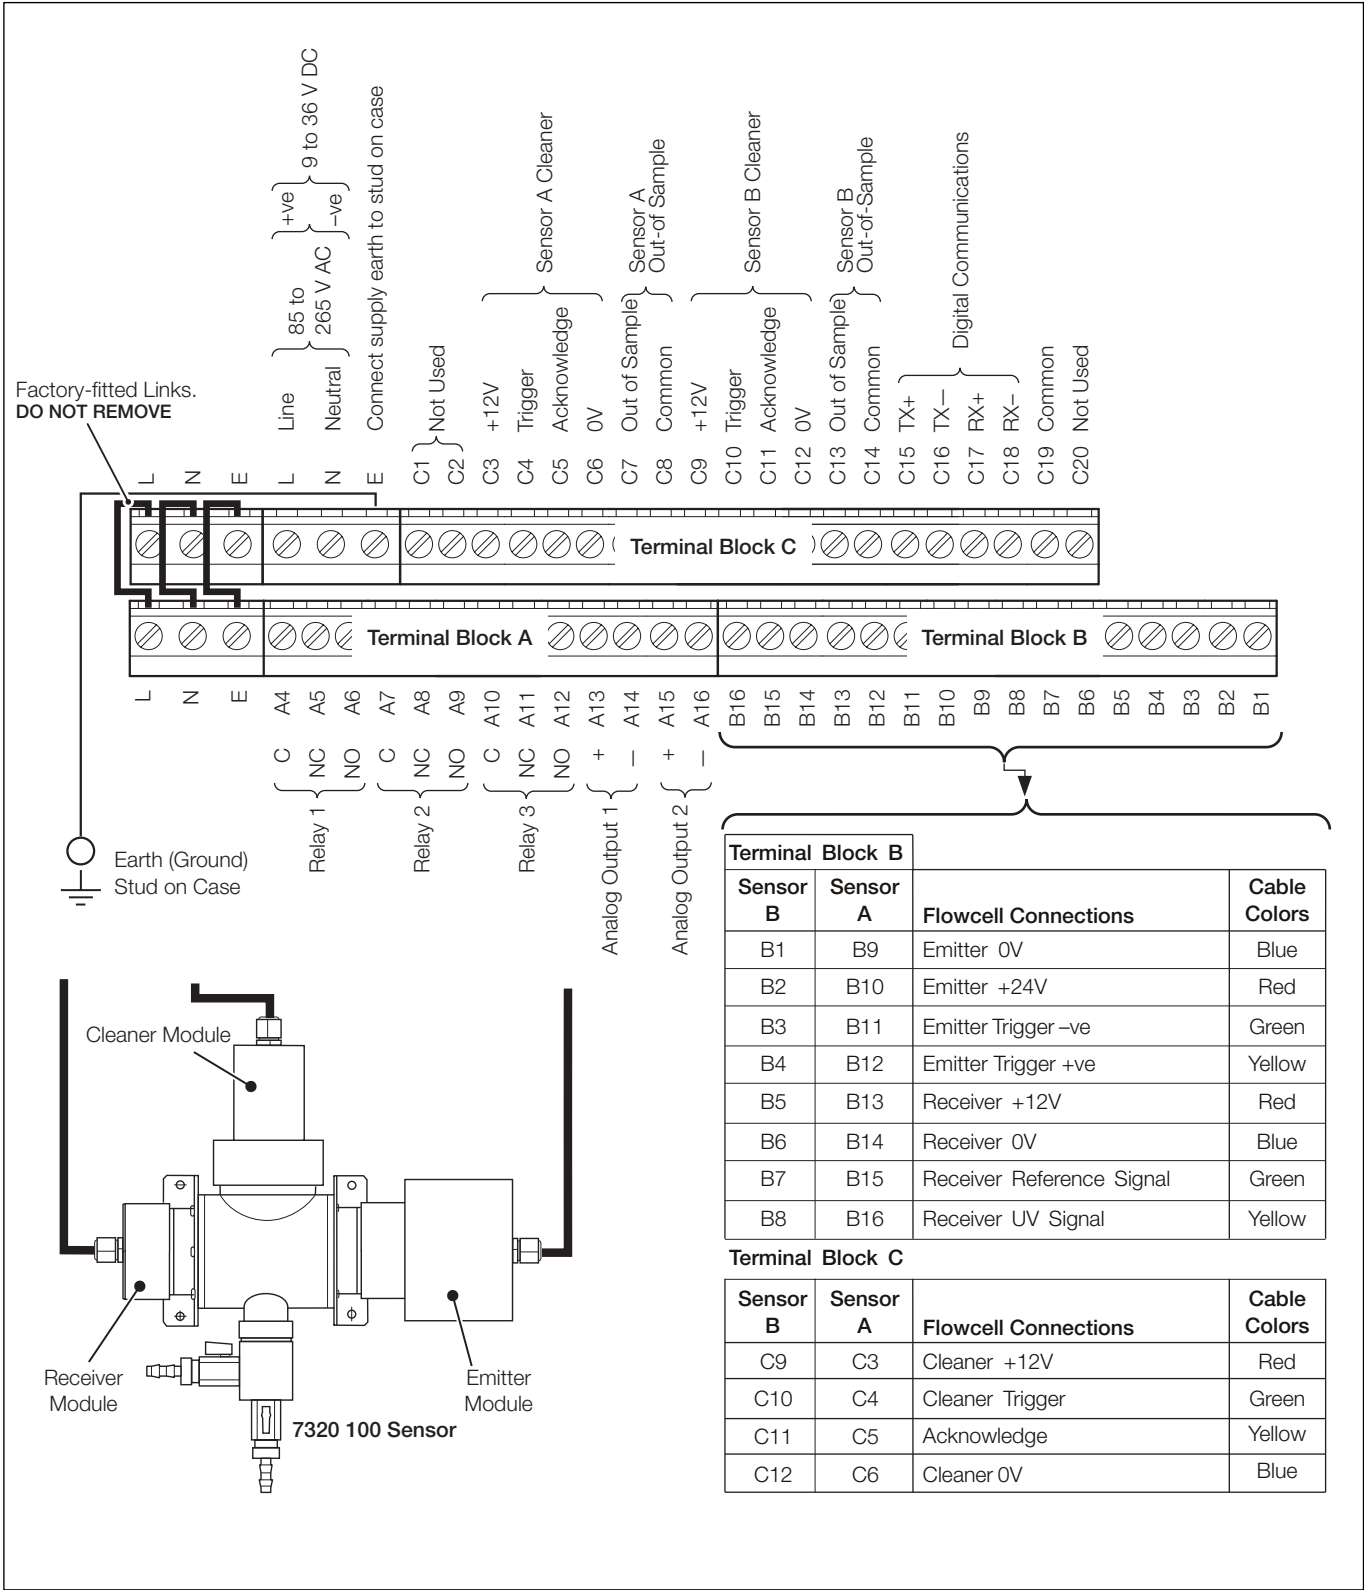 9 to 36 V DC
+ve
–ve
85 to
265 V AC
Line
Neutral
Connect supply earth to stud on case
Not Used
Sensor A Cleaner
+12V
Trigger
Acknowledge
0V
Sensor A
Out-of Sample
Out of Sample
Common
Sensor B Cleaner
+12V
Trigger
Acknowledge
0V
Sensor B
Out-of-Sample
Out of Sample
Common
Digital Communications
TX+
TX–
RX+
RX–
Common
Not Used
Factory-fitted Links.
DO NOT REMOVE
L N E L N E C1 C2 C3 C4 C5 C6 C7 C8 C9 C10 C11 C12 C13 C14 C15 C16 C17 C18 C19 C20
Terminal Block C
Terminal Block A
Terminal Block B
L N E A4 A5 A6 A7 A8 A9 A10 A11 A12 A13 A14 A15 A16 B16 B15 B14 B13 B12 B11 B10 B9 B8 B7 B6 B5 B4 B3 B2 B1
C NC NO C NC NO C NC NO + – + –
Relay 1
Relay 2
Relay 3
Analog Output 1
Analog Output 2
Earth (Ground)
Stud on Case
Cleaner Module
Receiver
Module
Emitter
Module
7320 100 Sensor
Terminal Block B
Sensor B Sensor A Flowcell Connections Cable Colors
B1 B9 Emitter 0V Blue
B2 B10 Emitter +24V Red
B3 B11 Emitter Trigger –ve Green
B4 B12 Emitter Trigger +ve Yellow
B5 B13 Receiver +12V Red
B6 B14 Receiver 0V Blue
B7 B15 Receiver Reference Signal Green
B8 B16 Receiver UV Signal Yellow
Terminal Block C
Sensor B Sensor A Flowcell Connections Cable Colors
C9 C3 Cleaner +12V Red
C10 C4 Cleaner Trigger Green
C11 C5 Acknowledge Yellow
C12 C6 Cleaner 0V Blue